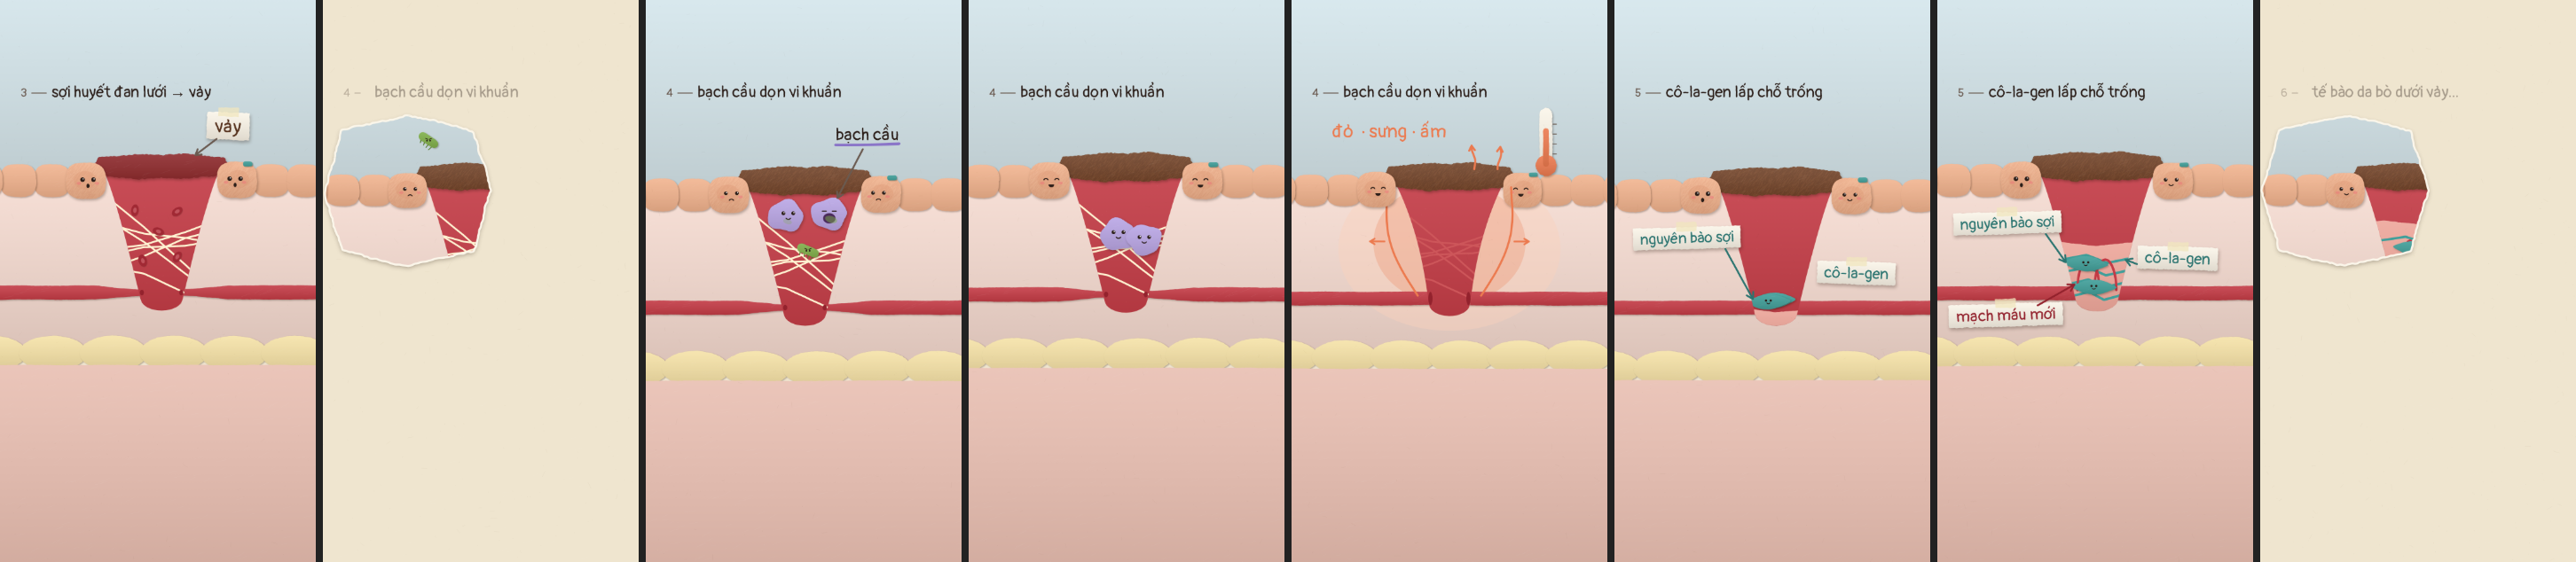 3 — sợi huyết đan lưới → vảy
vảy
4 – bạch cầu dọn vi khuẩn
4 — bạch cầu dọn vi khuẩn
bạch cầu
4 — bạch cầu dọn vi khuẩn
4 — bạch cầu dọn vi khuẩn
đỏ · sưng · ấm
5 — cô-la-gen lấp chỗ trống
nguyên bào sợi
cô-la-gen
5 — cô-la-gen lấp chỗ trống
nguyên bào sợi
cô-la-gen
mạch máu mới
6 – tế bào da bò dưới vảy...